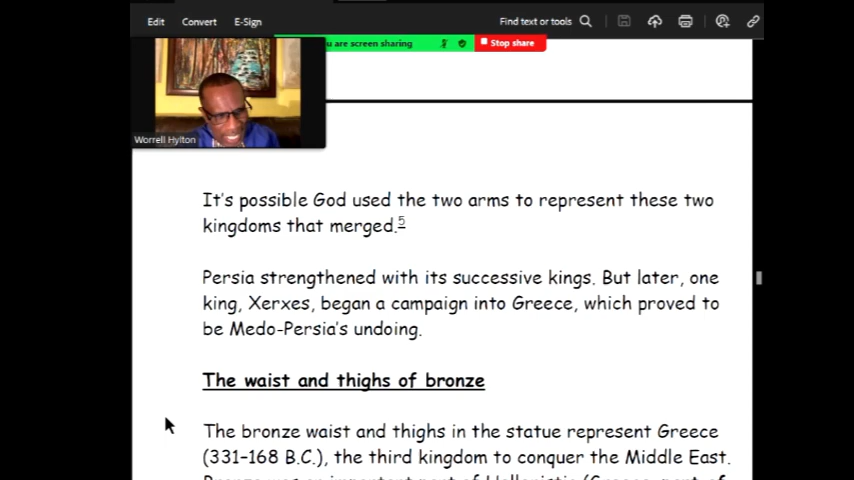 Edit Convert E-Sign Find text or tools
are screen sharing Stop share
Worrell Hylton
It's possible God used the two arms to represent these two
kingdoms that merged.5
Persia strengthened with its successive kings. But later, one
king, Xerxes, began a campaign into Greece, which proved to
be Medo-Persia's undoing.
The waist and thighs of bronze
The bronze waist and thighs in the statue represent Greece
(331–168 B.C.), the third kingdom to conquer the Middle East.